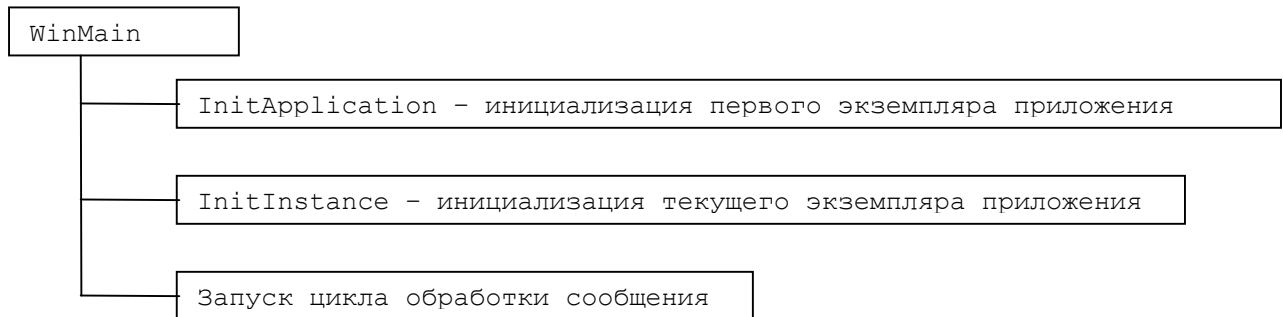 WinMain
InitApplication – инициализация первого экземпляра приложения
InitInstance – инициализация текущего экземпляра приложения
Запуск цикла обработки сообщения